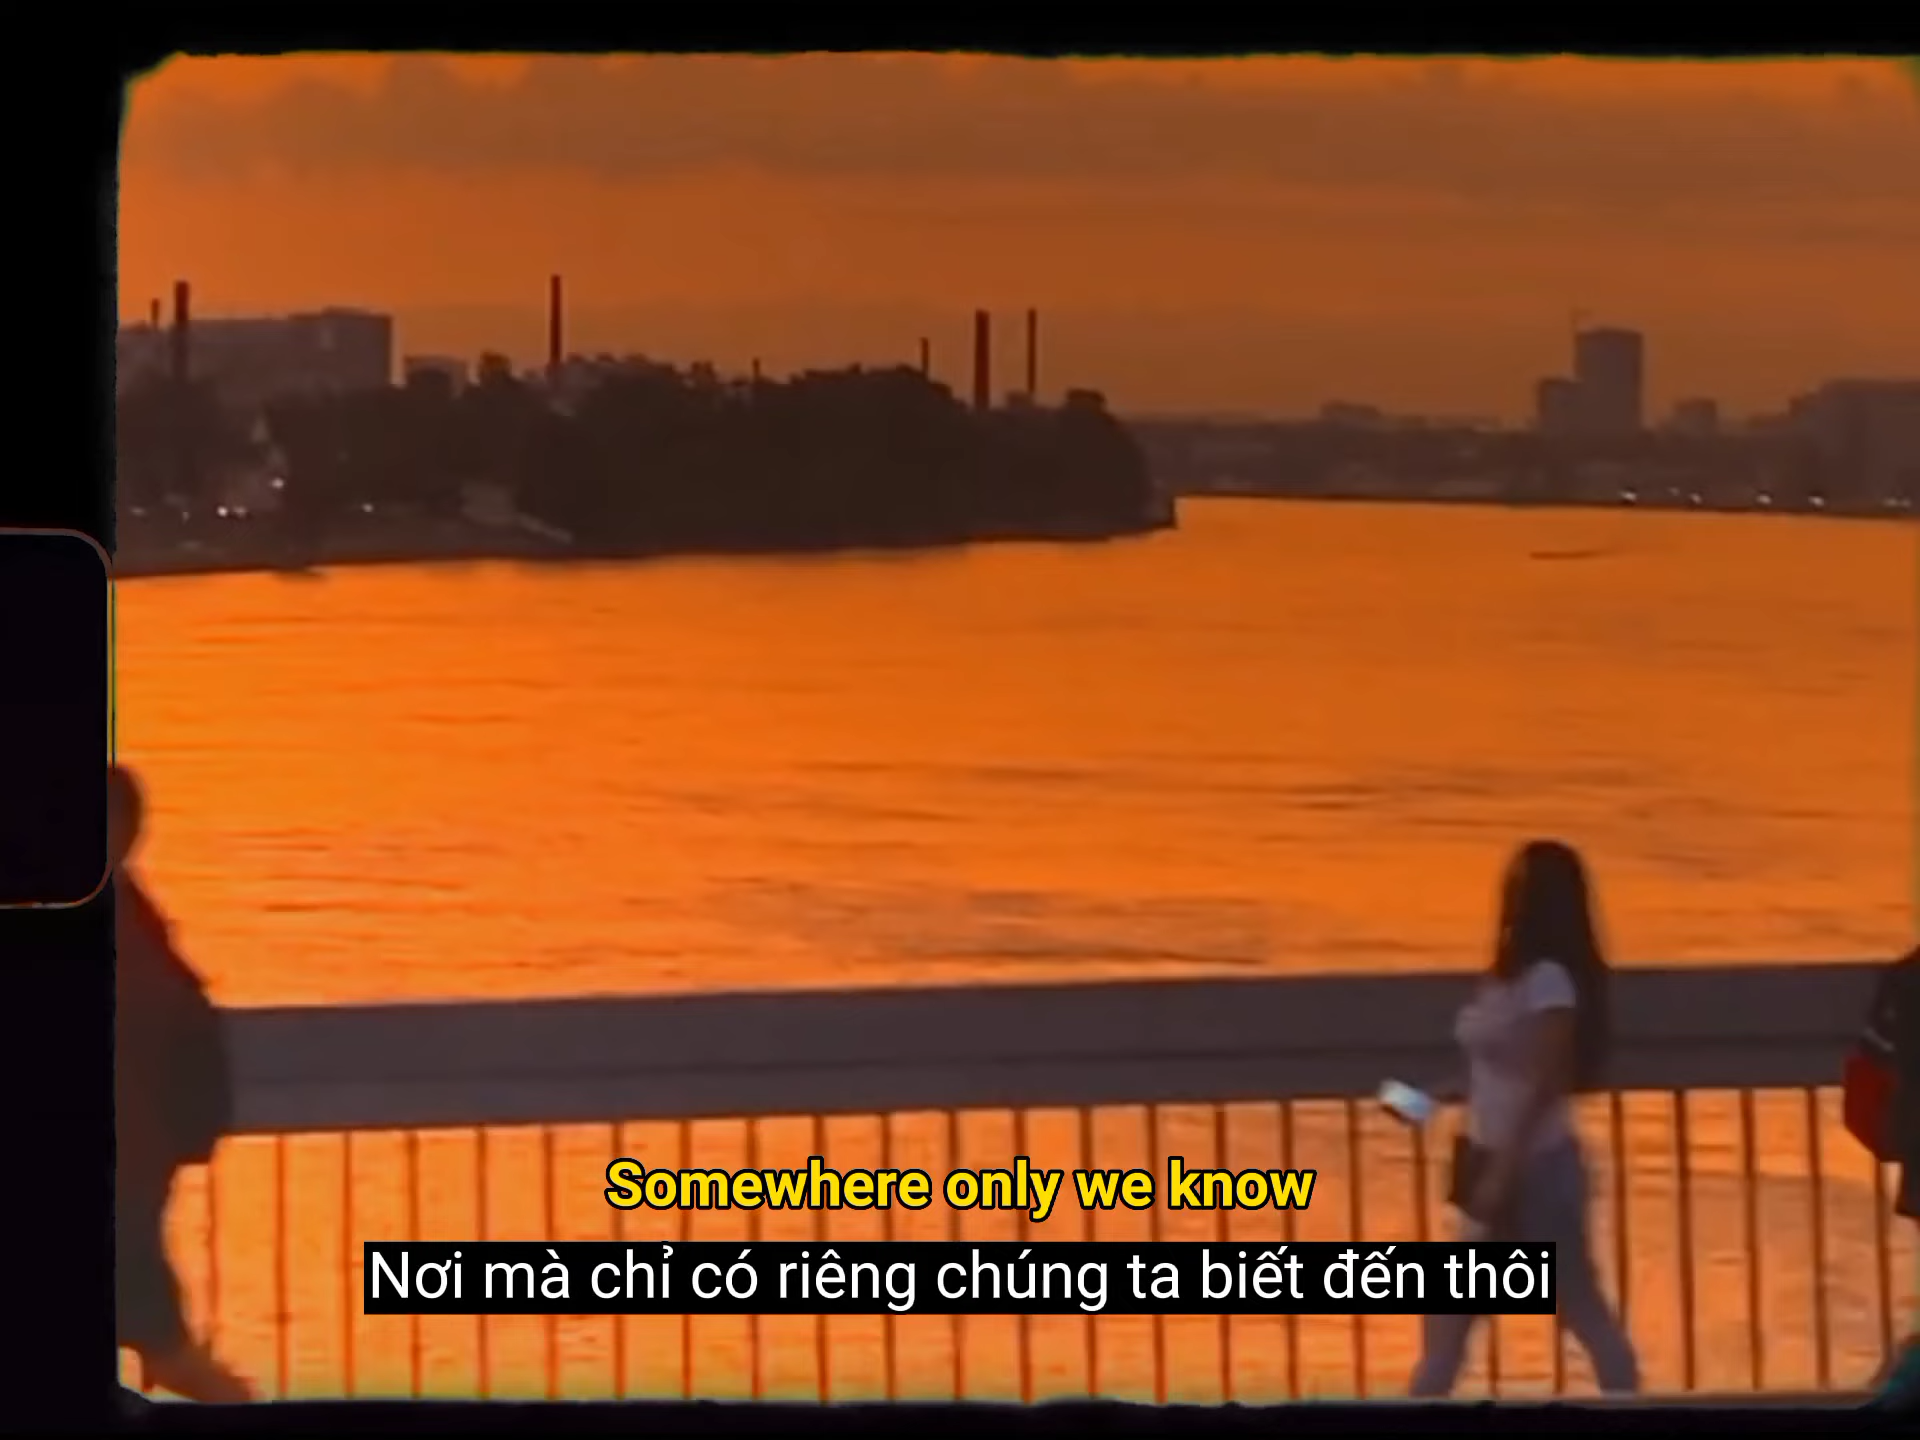 Somewhere only we know
Nơi mà chỉ có riêng chúng ta biết đến thôi